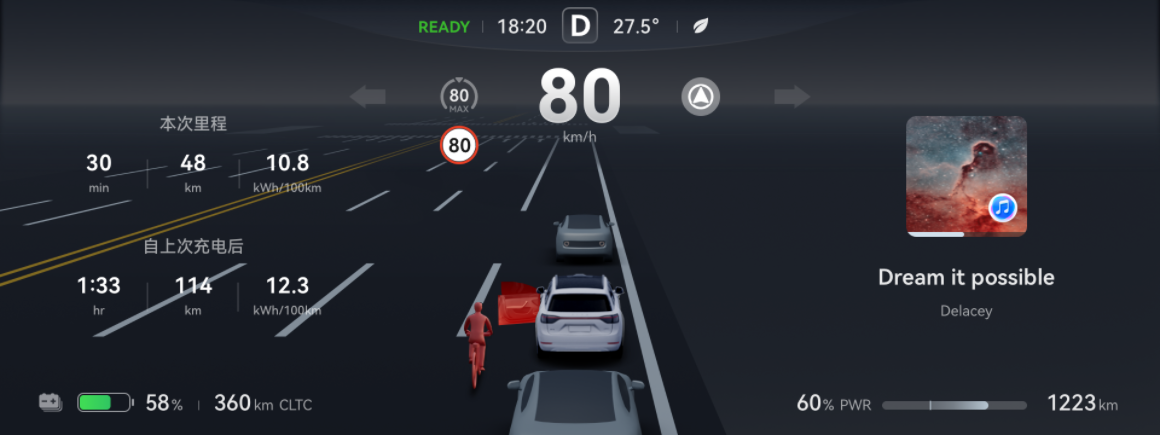 READY 18:20 D 27.5°
80 MAX
80
km/h
80
本次里程
30 min
48 km
10.8 kWh/100km
自上次充电后
1:33 hr
114 km
12.3 kWh/100km
Dream it possible
Delacey
58% 360 km CLTC
60% PWR 1223 km